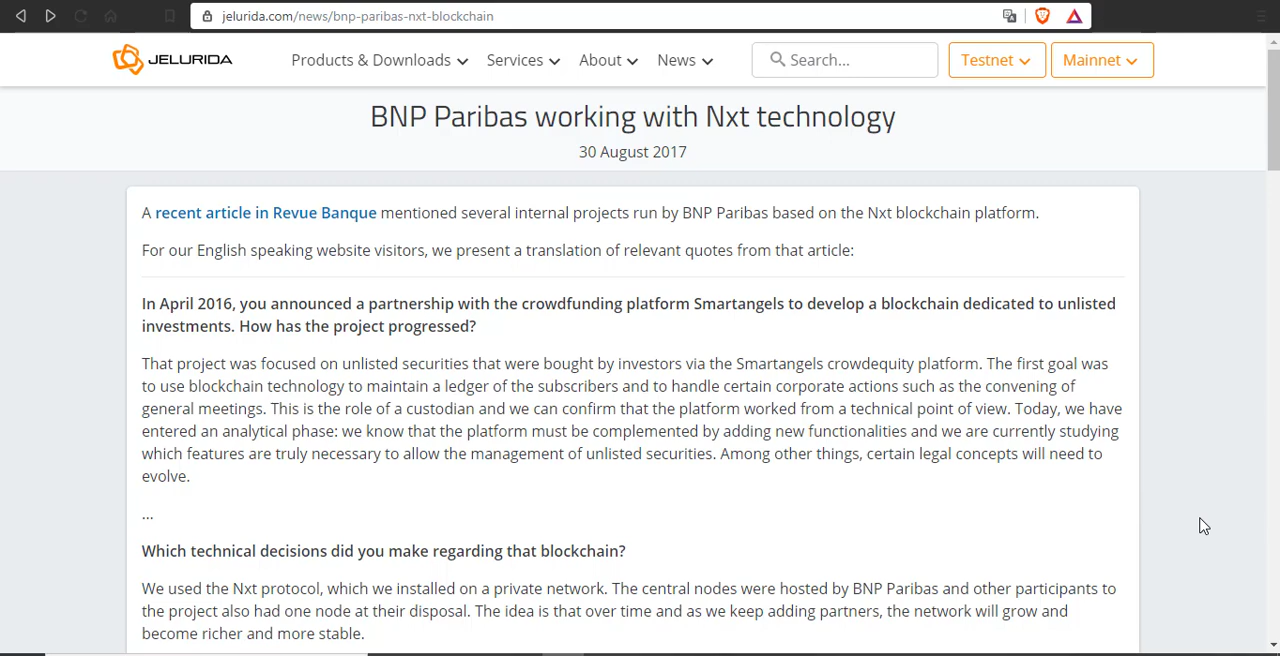 jelurida.com/news/bnp-paribas-nxt-blockchain
JELURIDA Products & Downloads Services About News Search... Testnet Mainnet
BNP Paribas working with Nxt technology
30 August 2017
A recent article in Revue Banque mentioned several internal projects run by BNP Paribas based on the Nxt blockchain platform.
For our English speaking website visitors, we present a translation of relevant quotes from that article:
In April 2016, you announced a partnership with the crowdfunding platform Smartangels to develop a blockchain dedicated to unlisted
investments. How has the project progressed?
That project was focused on unlisted securities that were bought by investors via the Smartangels crowdequity platform. The first goal was
to use blockchain technology to maintain a ledger of the subscribers and to handle certain corporate actions such as the convening of
general meetings. This is the role of a custodian and we can confirm that the platform worked from a technical point of view. Today, we have
entered an analytical phase: we know that the platform must be complemented by adding new functionalities and we are currently studying
which features are truly necessary to allow the management of unlisted securities. Among other things, certain legal concepts will need to
evolve.
...
Which technical decisions did you make regarding that blockchain?
We used the Nxt protocol, which we installed on a private network. The central nodes were hosted by BNP Paribas and other participants to
the project also had one node at their disposal. The idea is that over time and as we keep adding partners, the network will grow and
become richer and more stable.